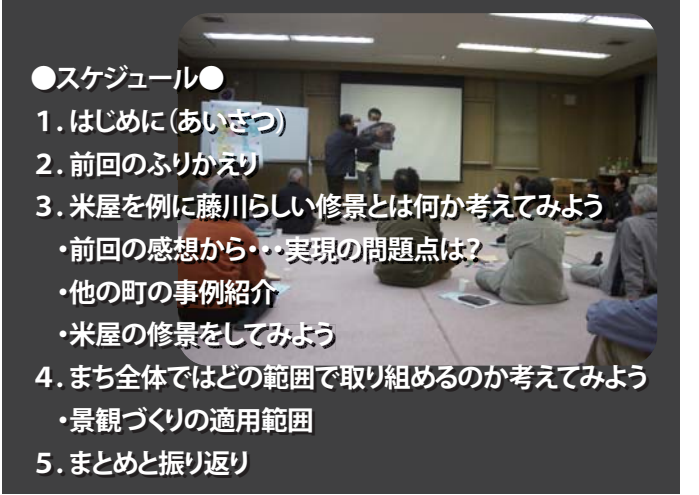 ●スケジュール●
１．はじめに（あいさつ）
２．前回のふりかえり
３．米屋を例に藤川らしい修景とは何か考えてみよう
・前回の感想から・・・実現の問題点は？
・他の町の事例紹介
・米屋の修景をしてみよう
４．まち全体ではどの範囲で取り組めるのか考えてみよう
・景観づくりの適用範囲
５．まとめと振り返り